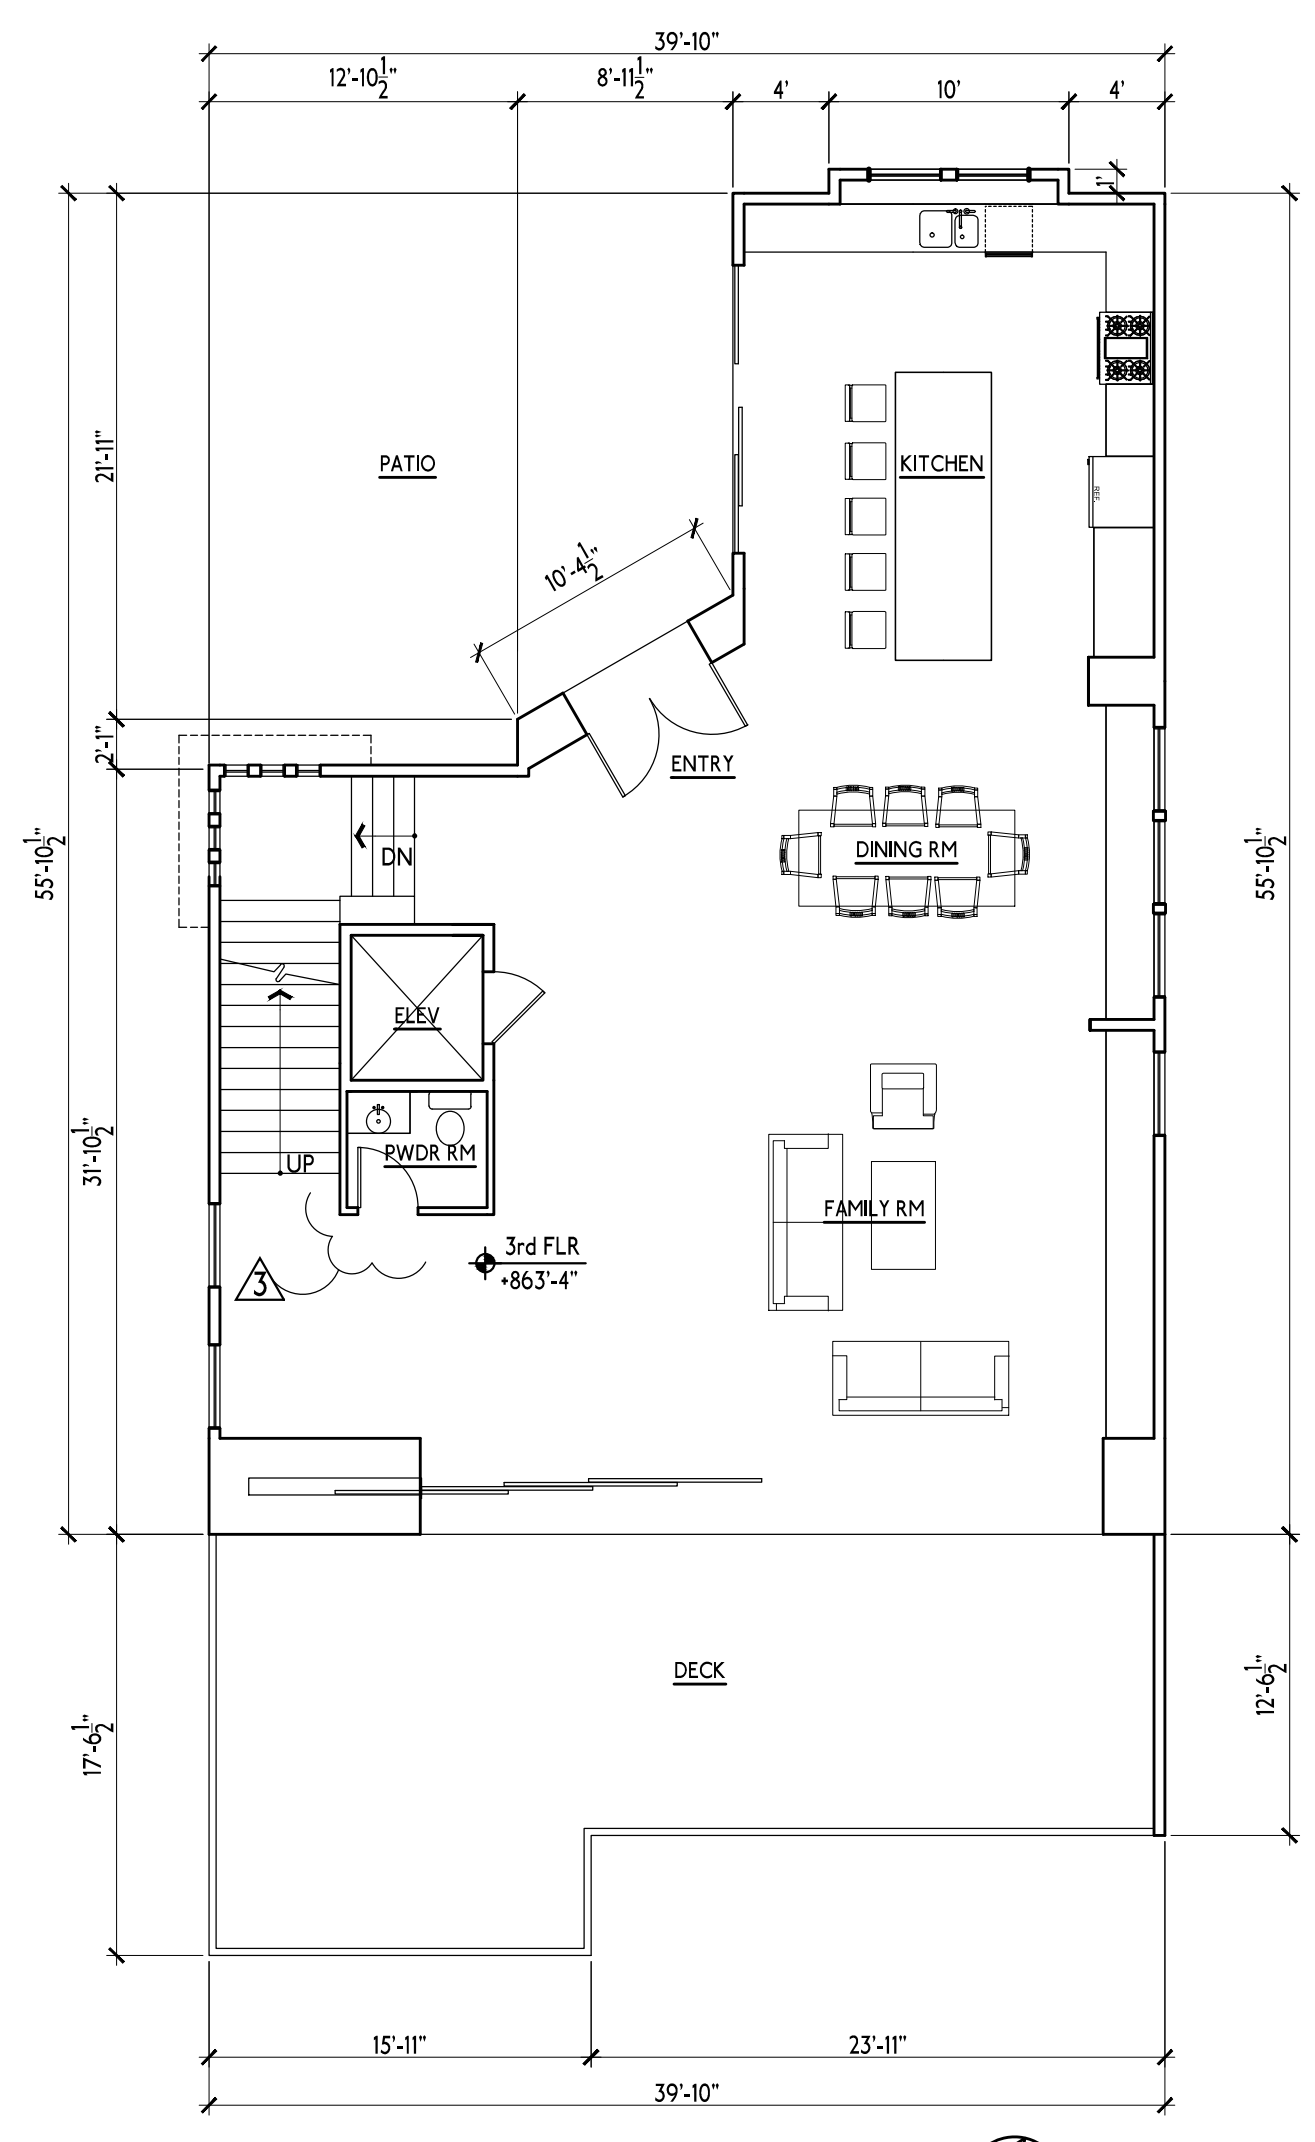 39'-10"
12'-10 1/2"
8'-11 1/2"
4'
10'
4'
1'
21'-11"
PATIO
KITCHEN
REF.
10'-4 1/2"
2'-1"
ENTRY
55'-10 1/2"
55'-10 1/2"
DINING RM
DN
ELEV
31'-10 1/2"
PWDR RM
UP
FAMILY RM
3rd FLR
+863'-4"
3
DECK
17'-6 1/2"
12'-6 1/2"
15'-11"
23'-11"
39'-10"